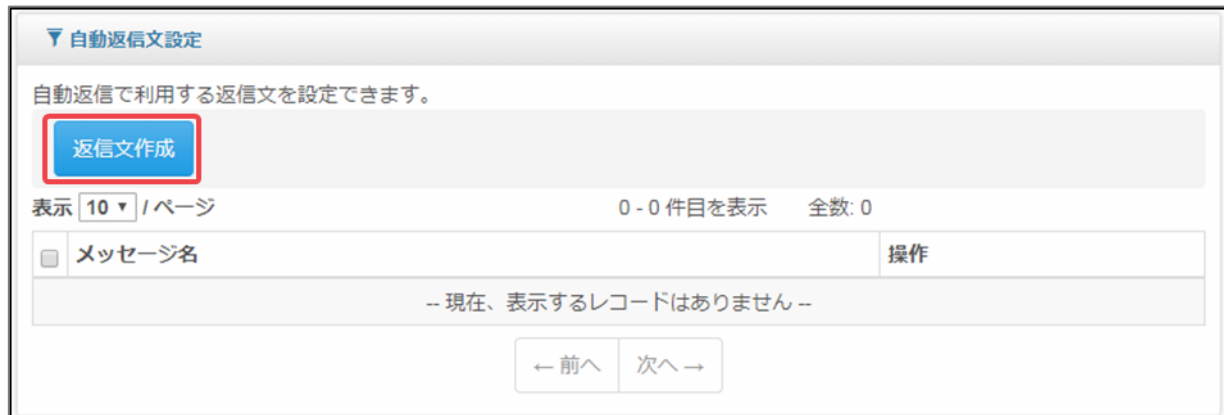 自動返信文設定
自動返信で利用する返信文を設定できます。
返信文作成
表示 10 ▼ / ページ 0 - 0 件目を表示 全数: 0
メッセージ名 操作
-- 現在、表示するレコードはありません --
← 前へ 次へ →